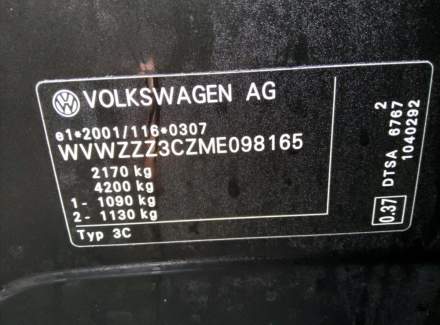 VOLKSWAGEN AG
e1*2001/116*0307
WVWZZZ3CZME098165
2170 kg
4200 kg
1- 1090 kg
2- 1130 kg
Typ 3C
0.37
DTSA 6767 2
1040292